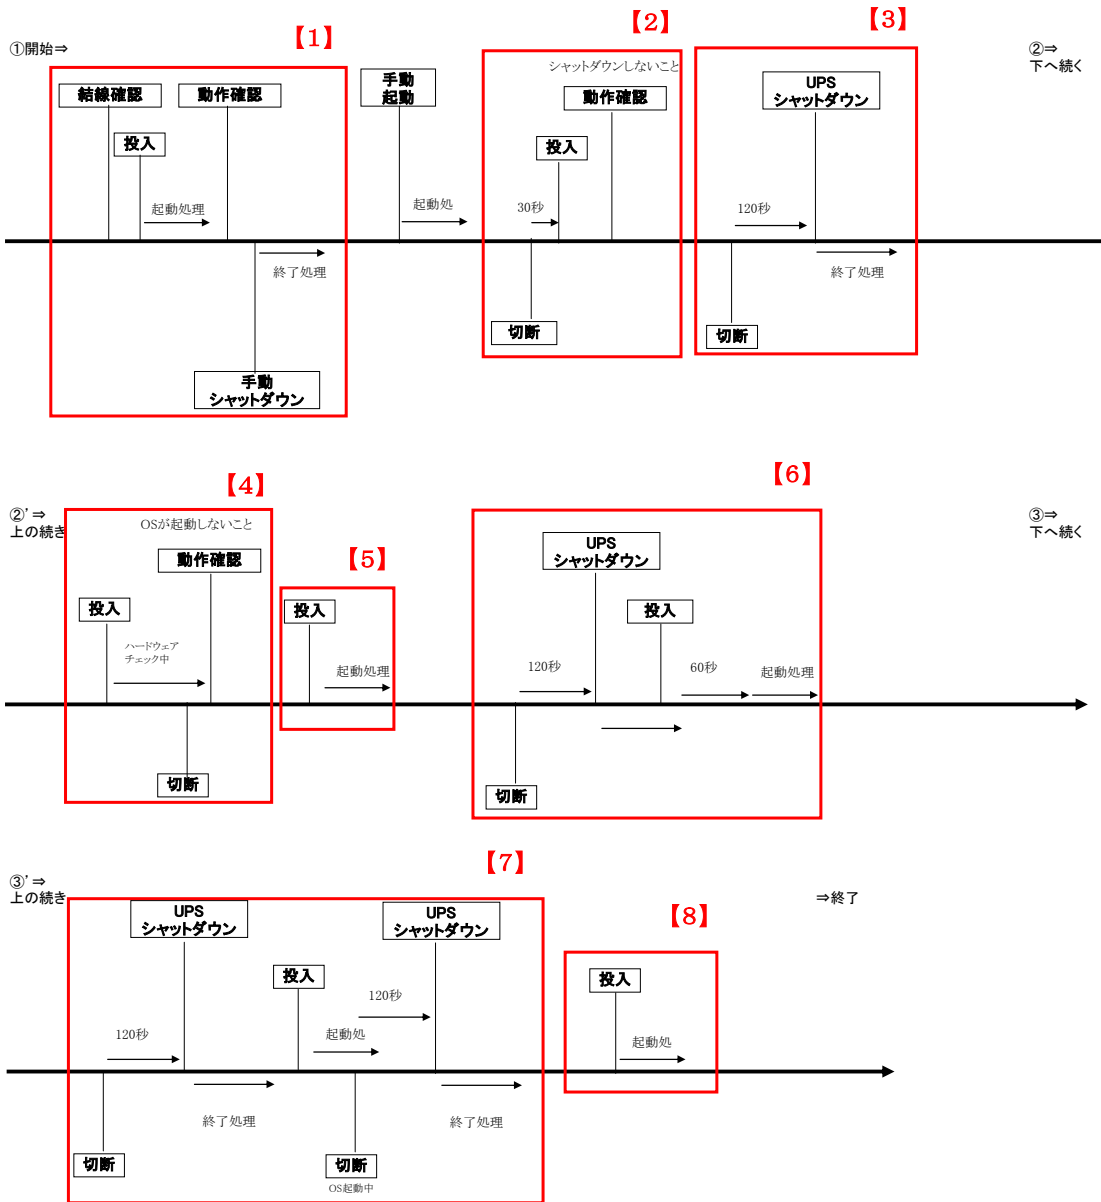 ①開始⇒
【1】
結線確認
動作確認
投入
起動処理
終了処理
手動
シャットダウン
手動
起動
起動処
【2】
シャットダウンしないこと
動作確認
投入
30秒
切断
【3】
UPS
シャットダウン
120秒
終了処理
切断
②⇒
下へ続く
②’⇒
上の続き
【4】
OSが起動しないこと
動作確認
投入
ハードウェア
チェック中
切断
【5】
投入
起動処理
【6】
UPS
シャットダウン
投入
120秒
60秒
起動処理
切断
③⇒
下へ続く
③’⇒
上の続き
【7】
UPS
シャットダウン
120秒
終了処理
切断
投入
起動処
UPS
シャットダウン
120秒
終了処理
切断
OS起動中
【8】
投入
起動処
⇒終了